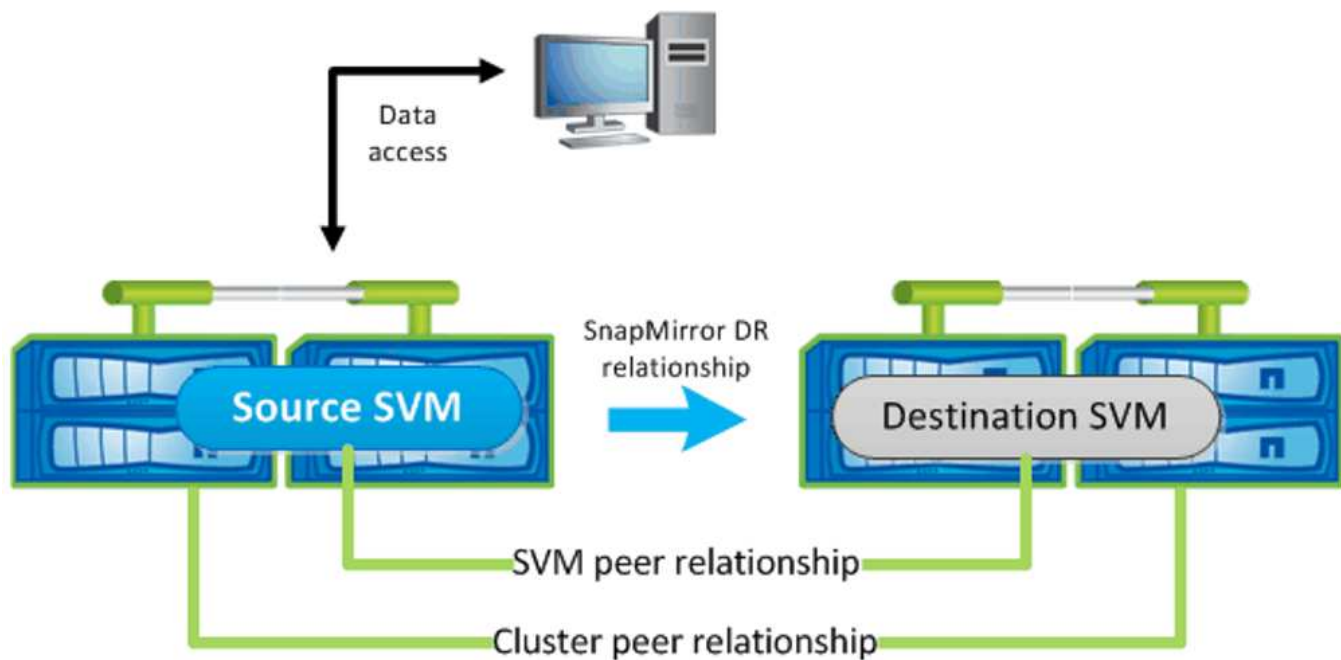 Data
access
SnapMirror DR
relationship
Source SVM
Destination SVM
SVM peer relationship
Cluster peer relationship